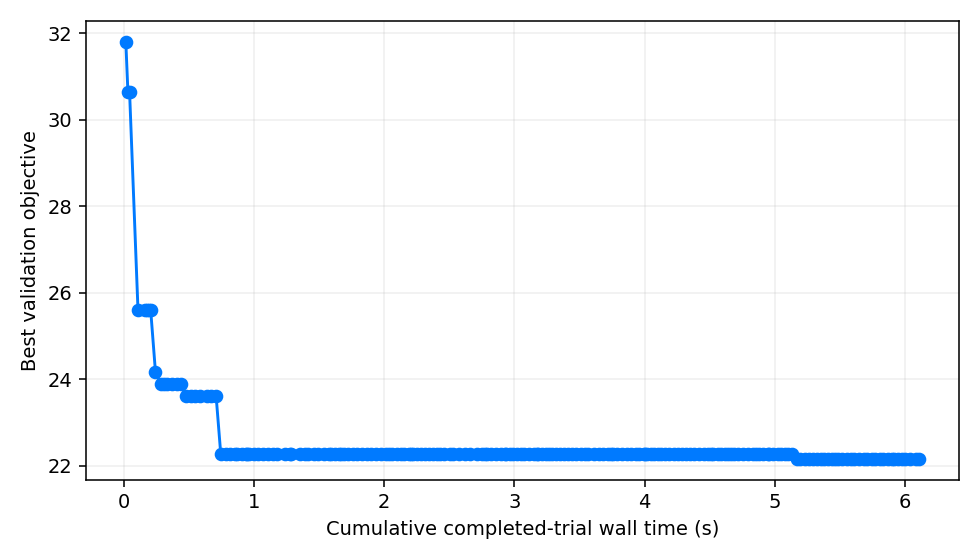 32
30
28
26
24
22
Best validation objective
0 1 2 3 4 5 6
Cumulative completed-trial wall time (s)